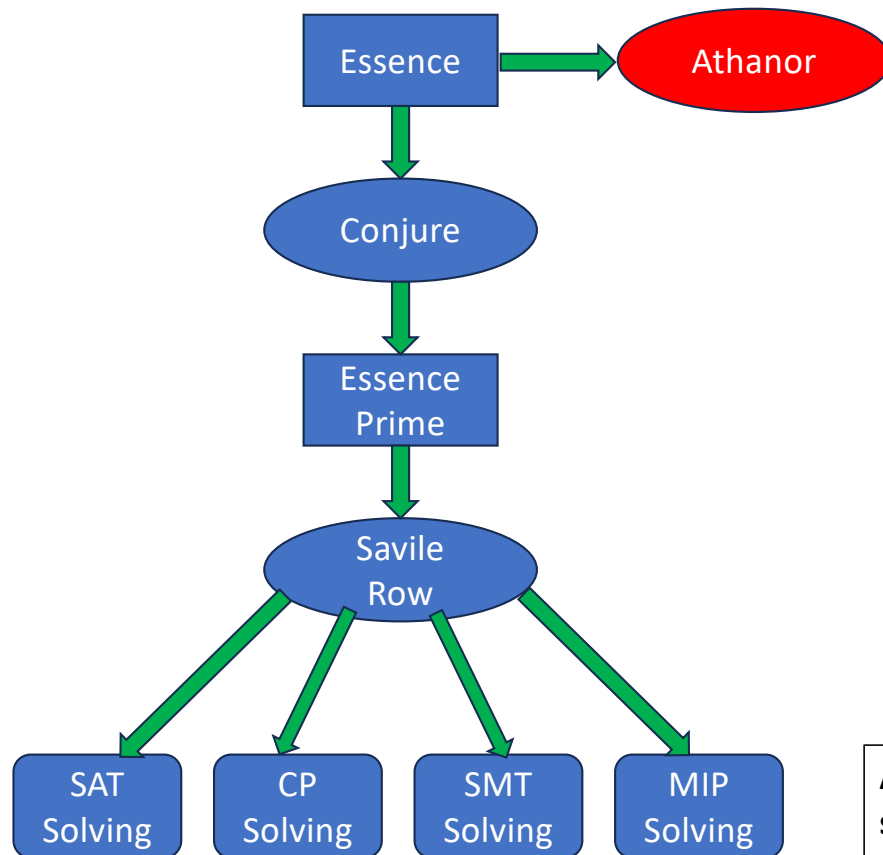 Essence
Athanor
Conjure
Essence
Prime
Savile
Row
SAT
Solving
CP
Solving
SMT
Solving
MIP
Solving